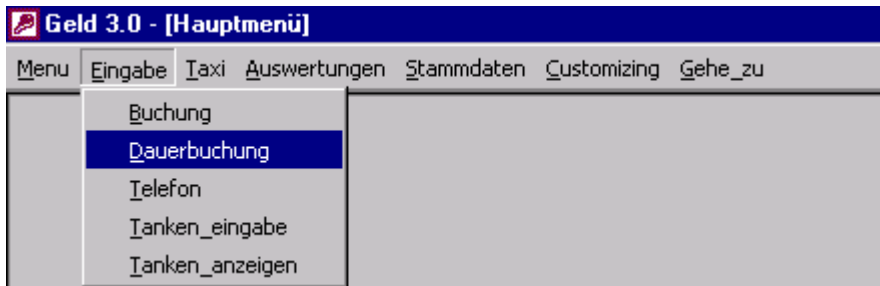 Geld 3.0 - [Hauptmenü]
Menu Eingabe Taxi Auswertungen Stammdaten Customizing Gehe_zu
Buchung
Dauerbuchung
Telefon
Tanken_eingabe
Tanken_anzeigen